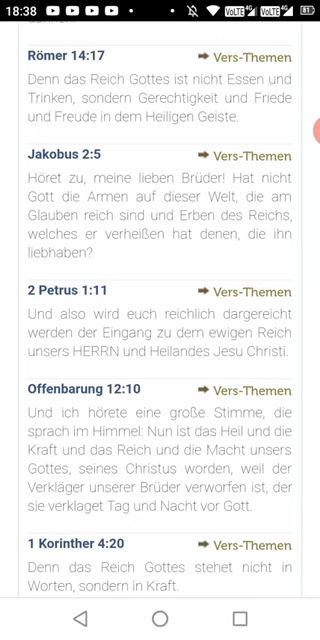 18:38 VoLTE 4G VoLTE 4G 81
Römer 14:17 Vers-Themen
Denn das Reich Gottes ist nicht Essen und
Trinken, sondern Gerechtigkeit und Friede
und Freude in dem Heiligen Geiste.
Jakobus 2:5 Vers-Themen
Höret zu, meine lieben Brüder! Hat nicht
Gott die Armen auf dieser Welt, die am
Glauben reich sind und Erben des Reichs,
welches er verheißen hat denen, die ihn
liebhaben?
2 Petrus 1:11 Vers-Themen
Und also wird euch reichlich dargereicht
werden der Eingang zu dem ewigen Reich
unsers HERRN und Heilandes Jesu Christi.
Offenbarung 12:10 Vers-Themen
Und ich hörete eine große Stimme, die
sprach im Himmel: Nun ist das Heil und die
Kraft und das Reich und die Macht unsers
Gottes, seines Christus worden, weil der
Verkläger unserer Brüder verworfen ist, der
sie verklaget Tag und Nacht vor Gott.
1 Korinther 4:20 Vers-Themen
Denn das Reich Gottes stehet nicht in
Worten, sondern in Kraft.